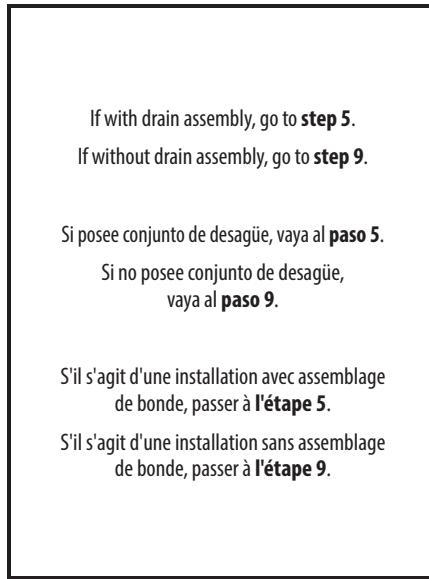 If with drain assembly, go to step 5.
If without drain assembly, go to step 9.
Si posee conjunto de desagüe, vaya al paso 5.
Si no posee conjunto de desagüe,
vaya al paso 9.
S'il s'agit d'une installation avec assemblage
de bonde, passer à l'étape 5.
S'il s'agit d'une installation sans assemblage
de bonde, passer à l'étape 9.